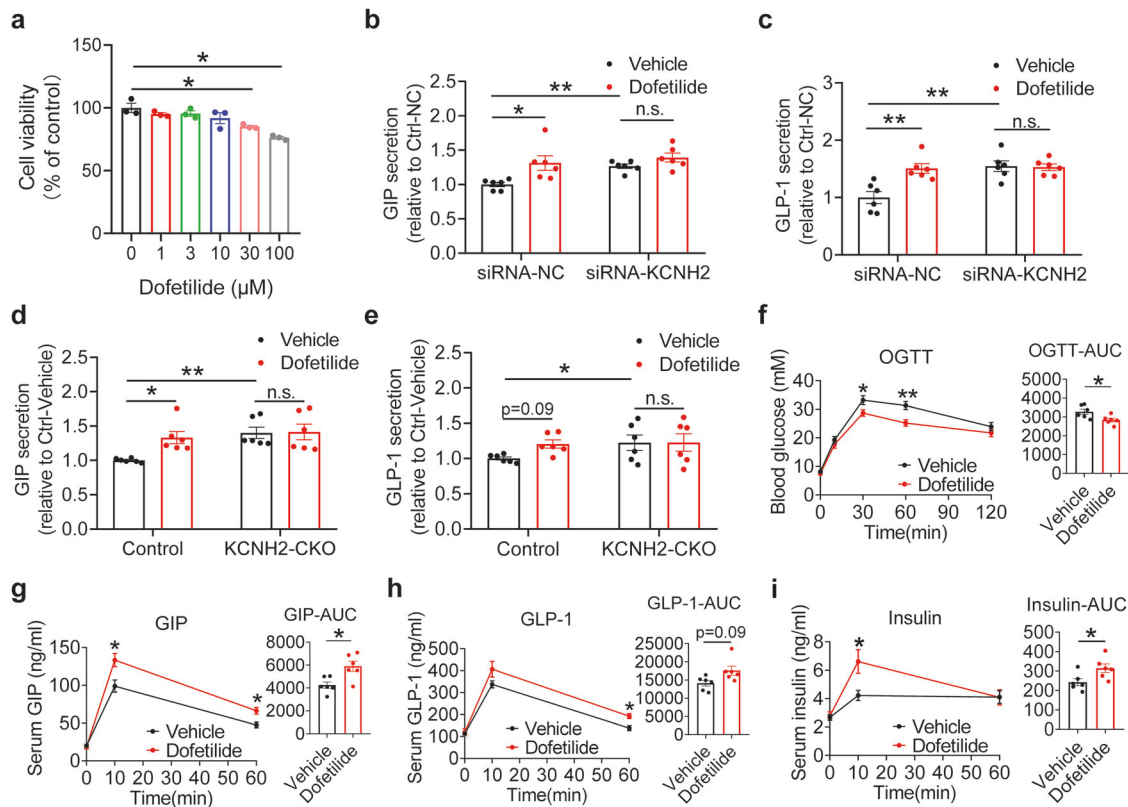 a
Cell viability
(% of control)
150
100
50
0
*
*
0 1 3 10 30 100
Dofetilide (µM)
b
GIP secretion
(relative to Ctrl-NC)
2.5
2.0
1.5
1.0
0.5
0.0
Vehicle
Dofetilide
**
*
n.s.
siRNA-NC siRNA-KCNH2
c
GLP-1 secretion
(relative to Ctrl-NC)
3
2
1
0
Vehicle
Dofetilide
**
**
n.s.
siRNA-NC siRNA-KCNH2
d
GIP secretion
(relative to Ctrl-Vehicle)
2.5
2.0
1.5
1.0
0.5
0.0
Vehicle
Dofetilide
**
*
n.s.
Control KCNH2-CKO
e
GLP-1 secretion
(relative to Ctrl-Vehicle)
2.5
2.0
1.5
1.0
0.5
0.0
Vehicle
Dofetilide
*
p=0.09
n.s.
Control KCNH2-CKO
f
OGTT
Blood glucose (mM)
40
30
20
10
0
*
**
Vehicle
Dofetilide
0 30 60 90 120
Time(min)
OGTT-AUC
5000
4000
3000
2000
1000
0
*
Vehicle
Dofetilide
g
GIP
Serum GIP (ng/ml)
150
100
50
0
*
*
Vehicle
Dofetilide
0 10 20 30 40 50 60
Time(min)
GIP-AUC
8000
6000
4000
2000
0
*
Vehicle
Dofetilide
h
GLP-1
Serum GLP-1 (ng/ml)
500
400
300
200
100
0
*
Vehicle
Dofetilide
0 10 20 30 40 50 60
Time(min)
GLP-1-AUC
25000
20000
15000
10000
5000
0
p=0.09
Vehicle
Dofetilide
i
Insulin
Serum insulin (ng/ml)
8
6
4
2
0
*
Vehicle
Dofetilide
0 10 20 30 40 50 60
Time(min)
Insulin-AUC
500
400
300
200
100
0
*
Vehicle
Dofetilide